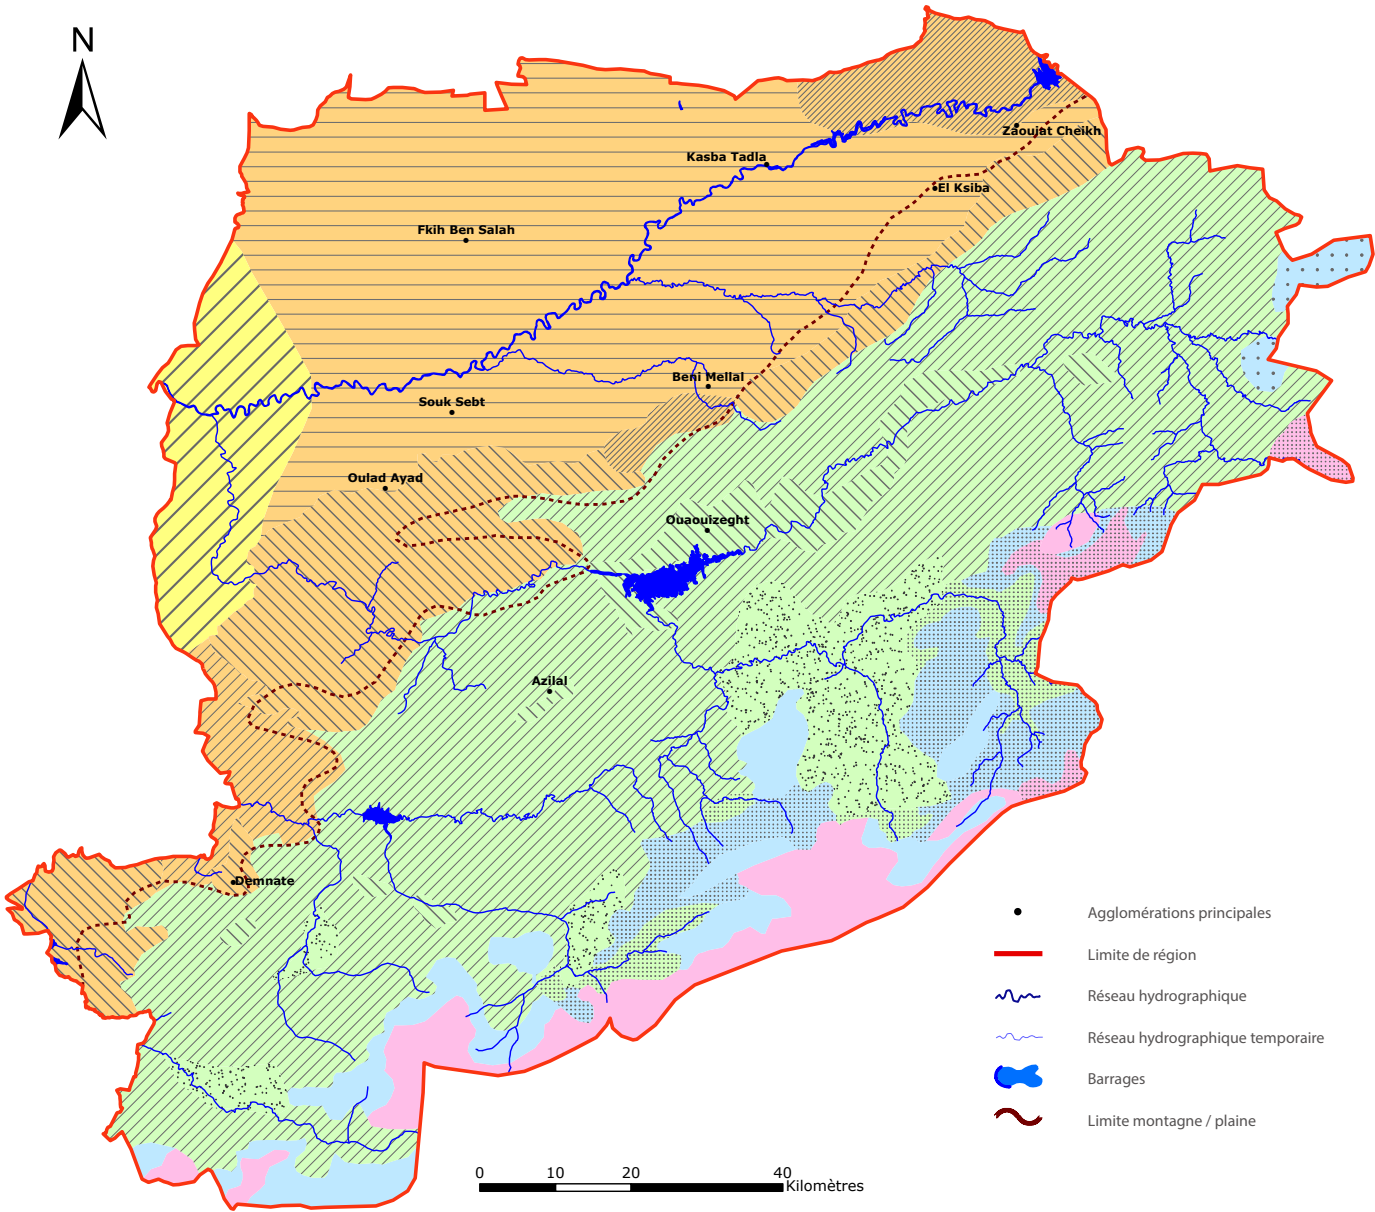 N
Zaoujat Cheikh
Kasba Tadla
El Ksiba
Fkih Ben Salah
Beni Mellal
Souk Sebt
Oulad Ayad
Ouaouizeght
Azilal
Demnate
Agglomérations principales
Limite de région
Réseau hydrographique
Réseau hydrographique temporaire
Barrages
Limite montagne / plaine
0 10 20 40
Kilomètres